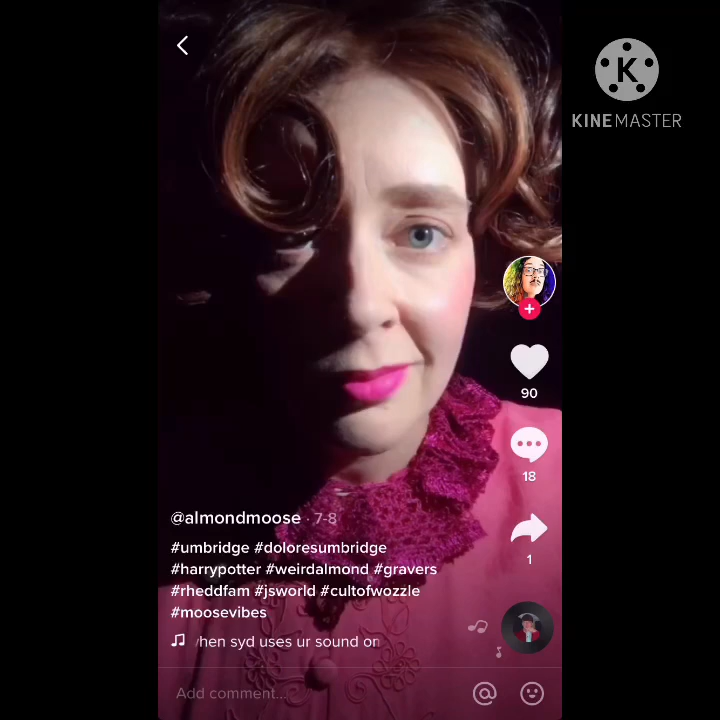 K
KINEMASTER
90
18
@almondmoose · 7-8
1
#umbridge #doloresumbridge
#harrypotter #weirdalmond #gravers
#rheddfam #jsworld #cultofwozzle
#moosevibes
hen syd uses ur sound on
Add comment...